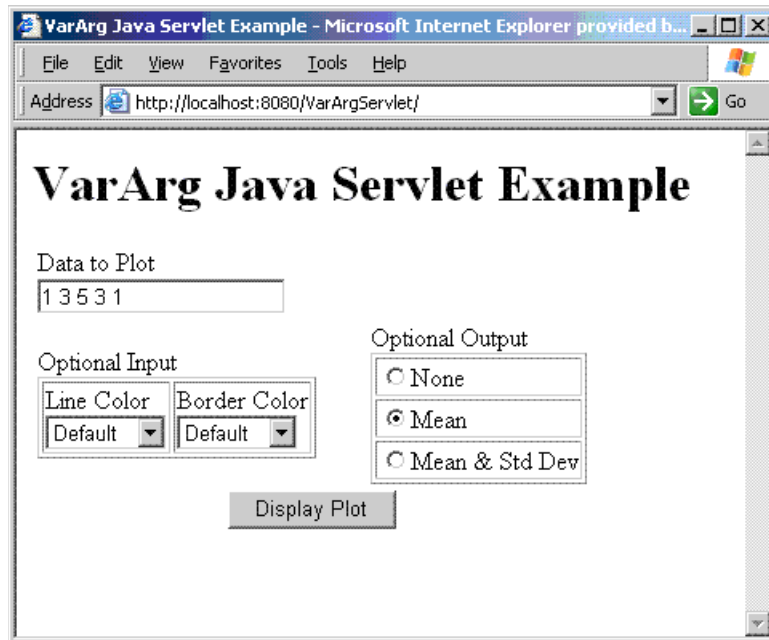 VarArg Java Servlet Example - Microsoft Internet Explorer provided b...
File Edit View Favorites Tools Help
Address http://localhost:8080/VarArgServlet/ Go
VarArg Java Servlet Example
Data to Plot
1 3 5 3 1
Optional Input
Line Color Border Color
Default Default
Optional Output
None
Mean
Mean & Std Dev
Display Plot